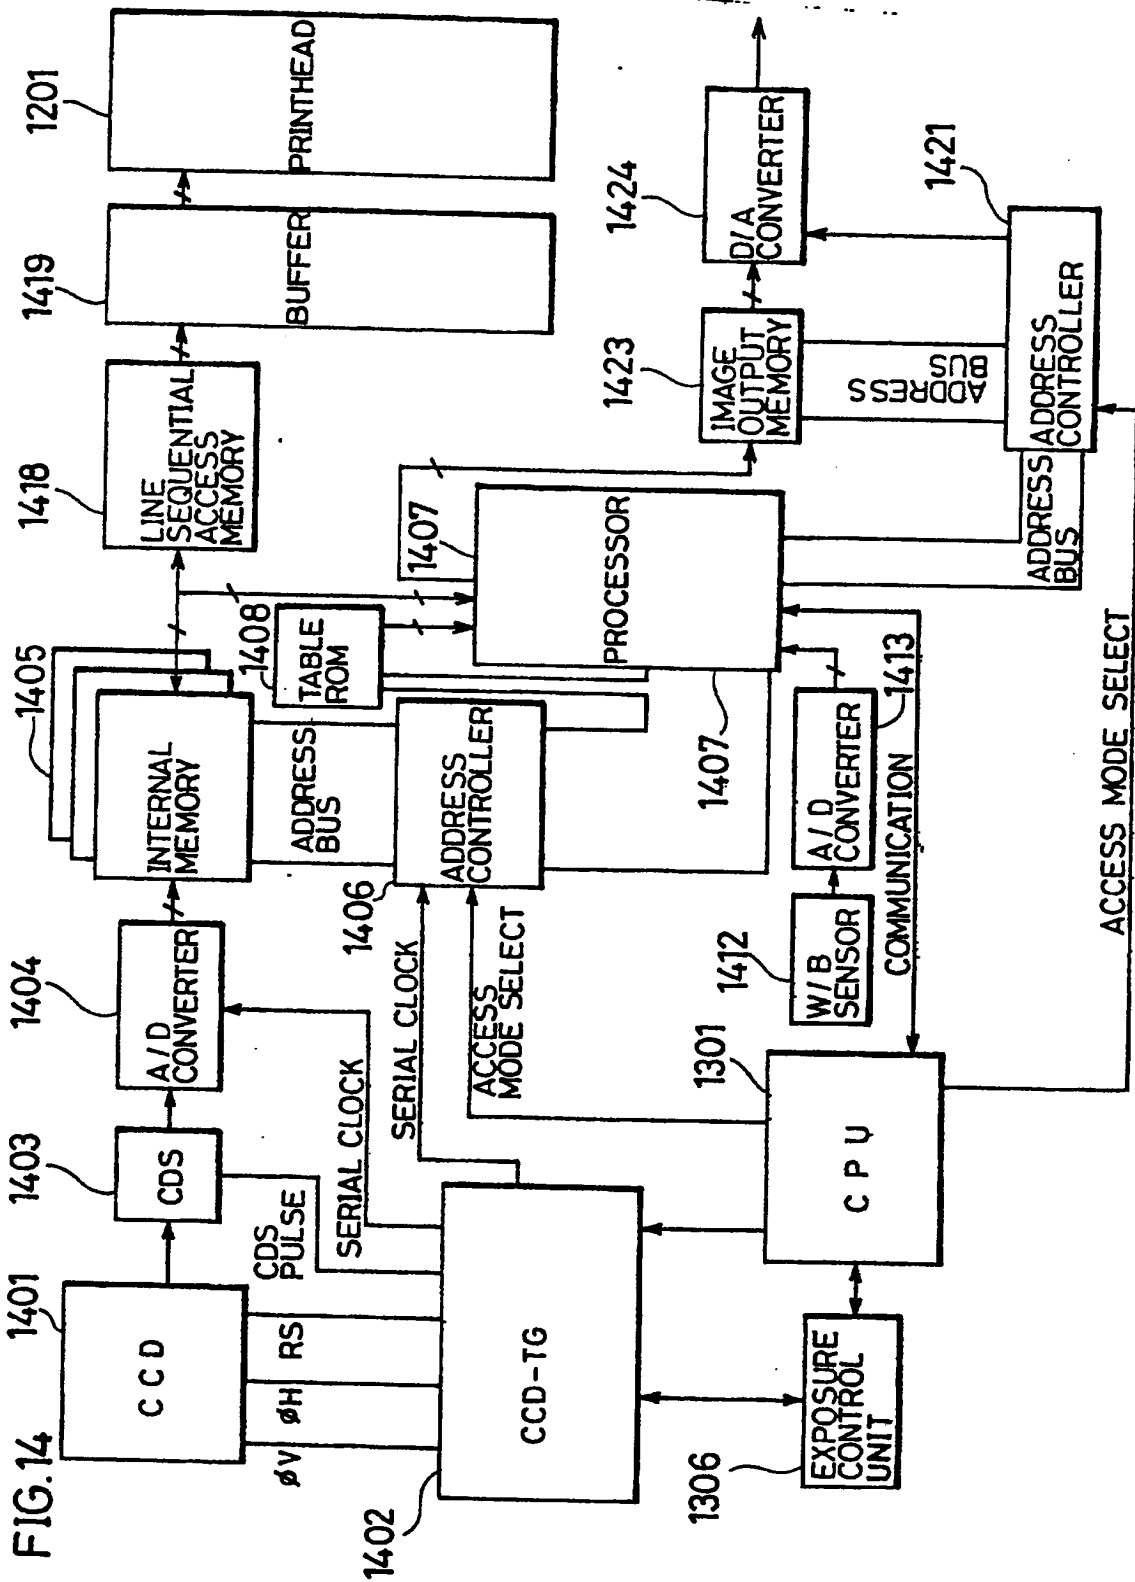 FIG.14
1401
1403
1404
1405
1418
1419
1201
CCD
CDS
A/D
CONVERTER
INTERNAL
MEMORY
LINE
SEQUENTIAL
ACCESS
MEMORY
BUFFER
PRINTHEAD
ØV
ØH
RS
CDS
PULSE
SERIAL CLOCK
SERIAL CLOCK
ADDRESS
BUS
1408
TABLE
ROM
1407
1406
ADDRESS
CONTROLLER
ACCESS
MODE SELECT
1402
CCD-TG
PROCESSOR
1407
1423
IMAGE
OUTPUT
MEMORY
1424
D/A
CONVERTER
ADDRESS
BUS
1421
ADDRESS
CONTROLLER
ADDRESS
BUS
1301
CPU
1412
W/B
SENSOR
A/D
CONVERTER
1413
COMMUNICATION
1306
EXPOSURE
CONTROL
UNIT
ACCESS MODE SELECT